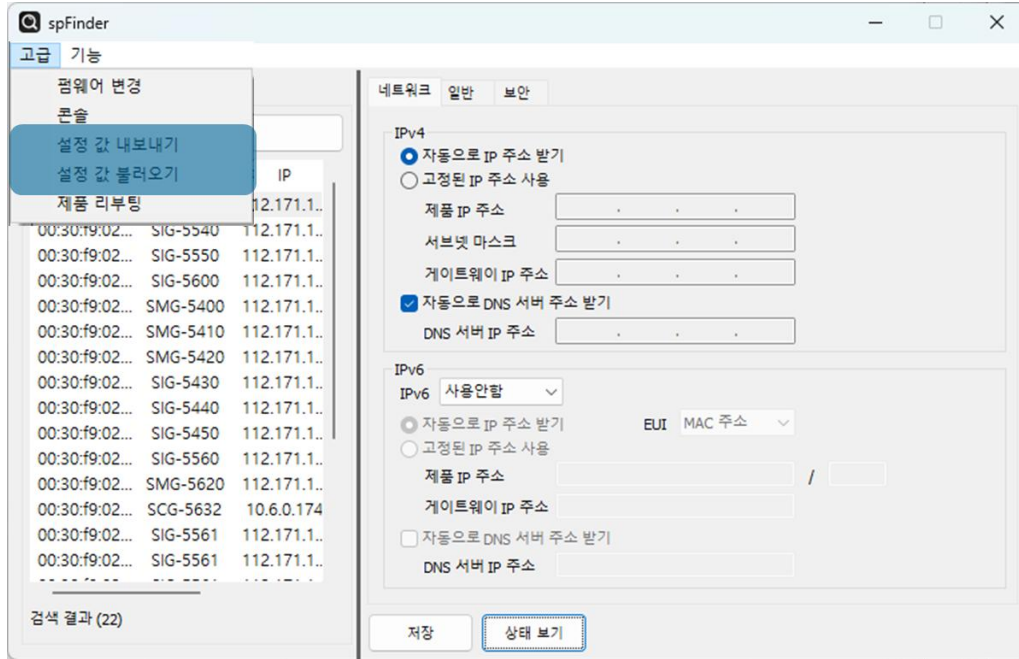 spFinder
고급 기능
펌웨어 변경
콘솔
설정 값 내보내기
설정 값 불러오기
제품 리부팅
IP
12.171.1..
00:30:f9:02... SIG-5540 112.171.1..
00:30:f9:02... SIG-5550 112.171.1..
00:30:f9:02... SIG-5600 112.171.1..
00:30:f9:02... SMG-5400 112.171.1..
00:30:f9:02... SMG-5410 112.171.1..
00:30:f9:02... SMG-5420 112.171.1..
00:30:f9:02... SIG-5430 112.171.1..
00:30:f9:02... SIG-5440 112.171.1..
00:30:f9:02... SIG-5450 112.171.1..
00:30:f9:02... SIG-5560 112.171.1..
00:30:f9:02... SMG-5620 112.171.1..
00:30:f9:02... SCG-5632 10.6.0.174
00:30:f9:02... SIG-5561 112.171.1..
00:30:f9:02... SIG-5561 112.171.1..
검색 결과 (22)
네트워크 일반 보안
IPv4
자동으로 IP 주소 받기
고정된 IP 주소 사용
제품 IP 주소 . . .
서브넷 마스크 . . .
게이트웨이 IP 주소 . . .
자동으로 DNS 서버 주소 받기
DNS 서버 IP 주소 . . .
IPv6
IPv6 사용안함
자동으로 IP 주소 받기 EUI MAC 주소
고정된 IP 주소 사용
제품 IP 주소 /
게이트웨이 IP 주소
자동으로 DNS 서버 주소 받기
DNS 서버 IP 주소
저장 상태 보기